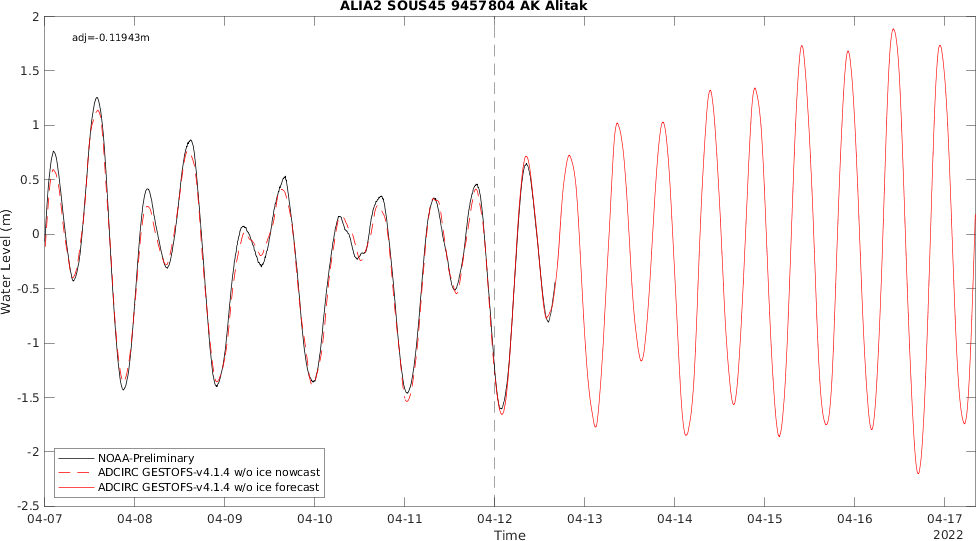 ALIA2 SOUS45 9457804 AK Alitak
adj=-0.11943m
2
1.5
1
0.5
0
-0.5
-1
-1.5
-2
-2.5
Water Level (m)
NOAA-Preliminary
ADCIRC GESTOFS-v4.1.4 w/o ice nowcast
ADCIRC GESTOFS-v4.1.4 w/o ice forecast
04-07 04-08 04-09 04-10 04-11 04-12 04-13 04-14 04-15 04-16 04-17
Time
2022